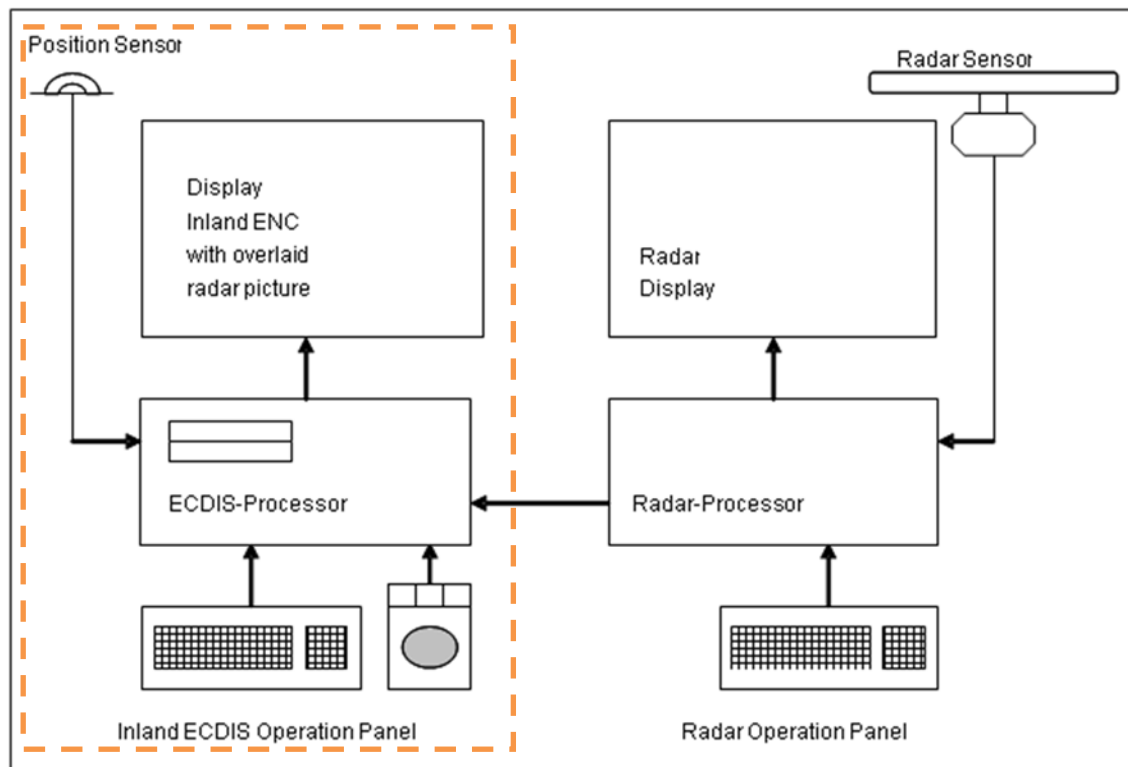 Position Sensor
Radar Sensor
Display
Inland ENC
with overlaid
radar picture
Radar
Display
ECDIS-Processor
Radar-Processor
Inland ECDIS Operation Panel
Radar Operation Panel